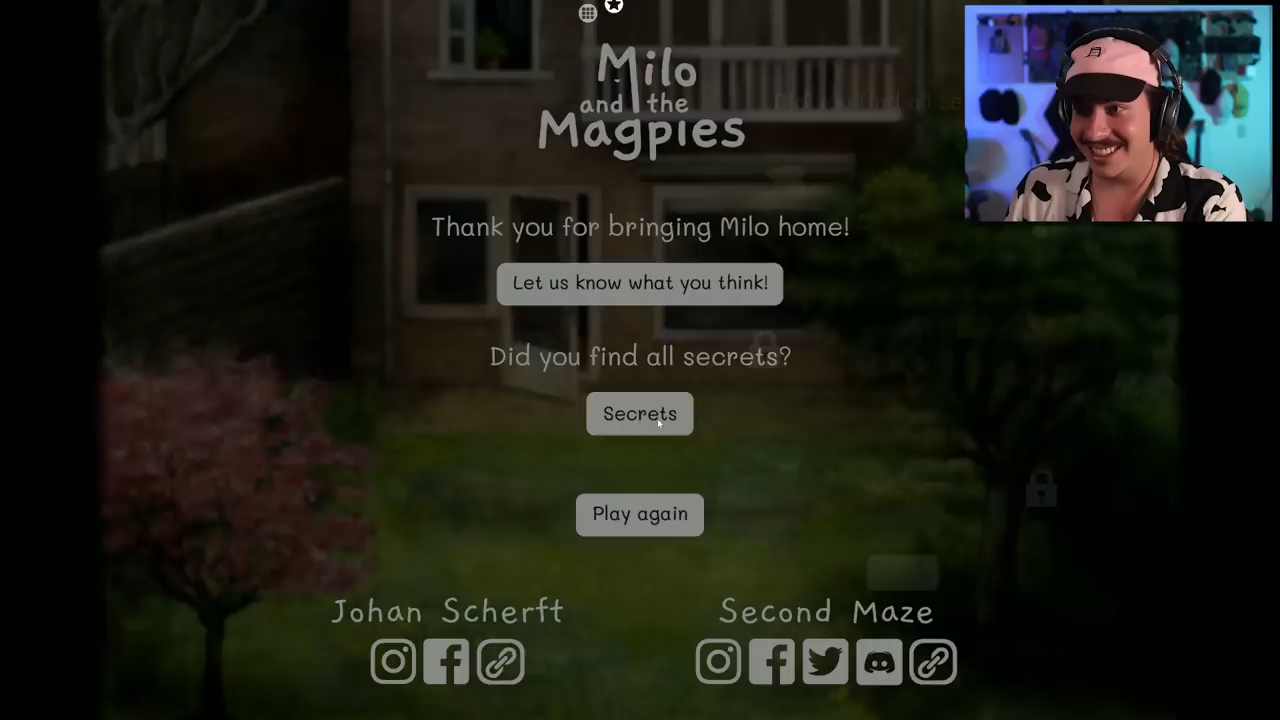 Milo
and the
Magpies
Thank you for bringing Milo home!
Let us know what you think!
Did you find all secrets?
Secrets
Play again
Johan Scherft
Second Maze